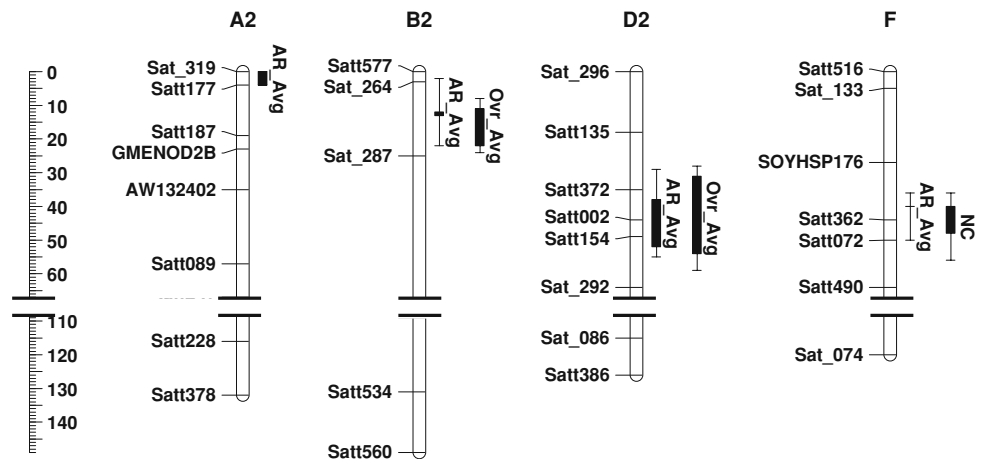 A2
B2
D2
F
0
10
20
30
40
50
60
110
120
130
140
Sat_319
Satt177
Satt187
GMENOD2B
AW132402
Satt089
Satt228
Satt378
AR_Avg
Satt577
Sat_264
Sat_287
Satt534
Satt560
AR_Avg
Ovr_Avg
Sat_296
Satt135
Satt372
Satt002
Satt154
Sat_292
Sat_086
Satt386
AR_Avg
Ovr_Avg
Satt516
Sat_133
SOYHSP176
Satt362
Satt072
Satt490
Sat_074
AR_Avg
NC